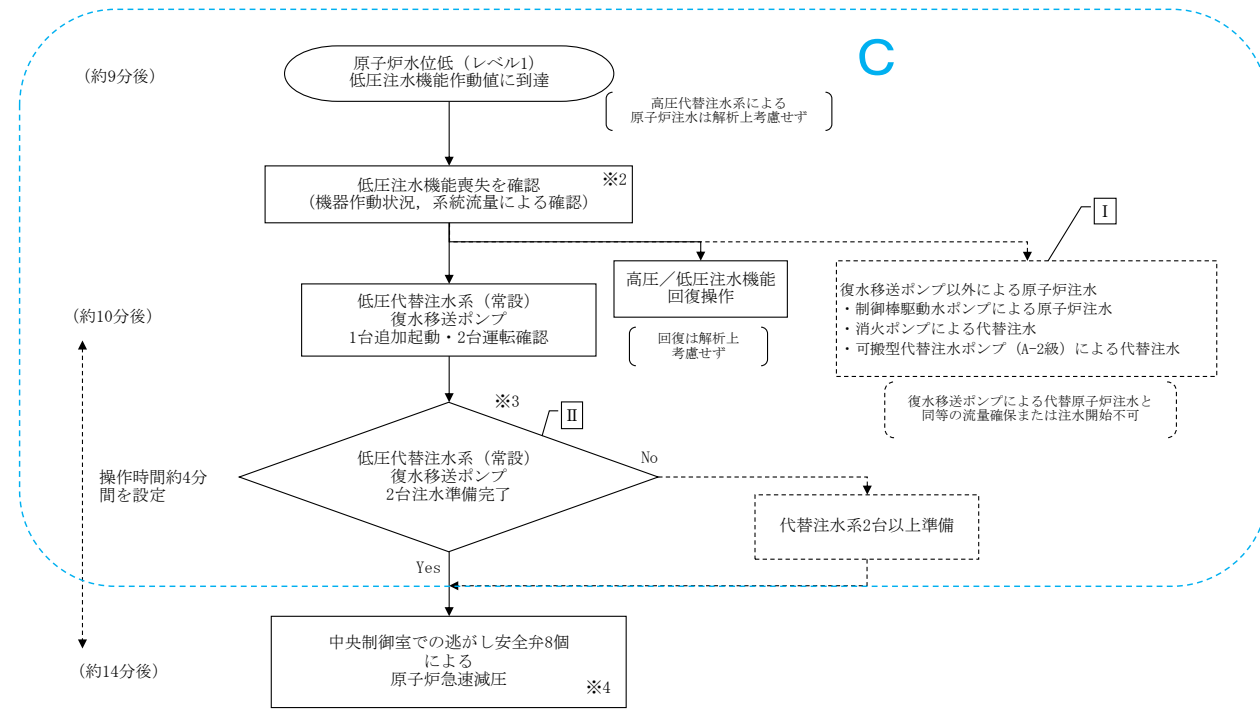 C
(約9分後)
原子炉水位低（レベル1）
低圧注水機能作動値に到達
高圧代替注水系による
原子炉注水は解析上考慮せず
※2
低圧注水機能喪失を確認
(機器作動状況, 系統流量による確認)
I
高圧／低圧注水機能
回復操作
回復は解析上
考慮せず
復水移送ポンプ以外による原子炉注水
・制御棒駆動水ポンプによる原子炉注水
・消火ポンプによる代替注水
・可搬型代替注水ポンプ（A-2級）による代替注水
復水移送ポンプによる代替原子炉注水と
同等の流量確保または注水開始不可
(約10分後)
低圧代替注水系（常設）
復水移送ポンプ
1台追加起動・2台運転確認
※3
II
操作時間約4分
間を設定
低圧代替注水系（常設）
復水移送ポンプ
2台注水準備完了
No
代替注水系2台以上準備
Yes
中央制御室での逃がし安全弁8個
による
原子炉急速減圧
※4
(約14分後)